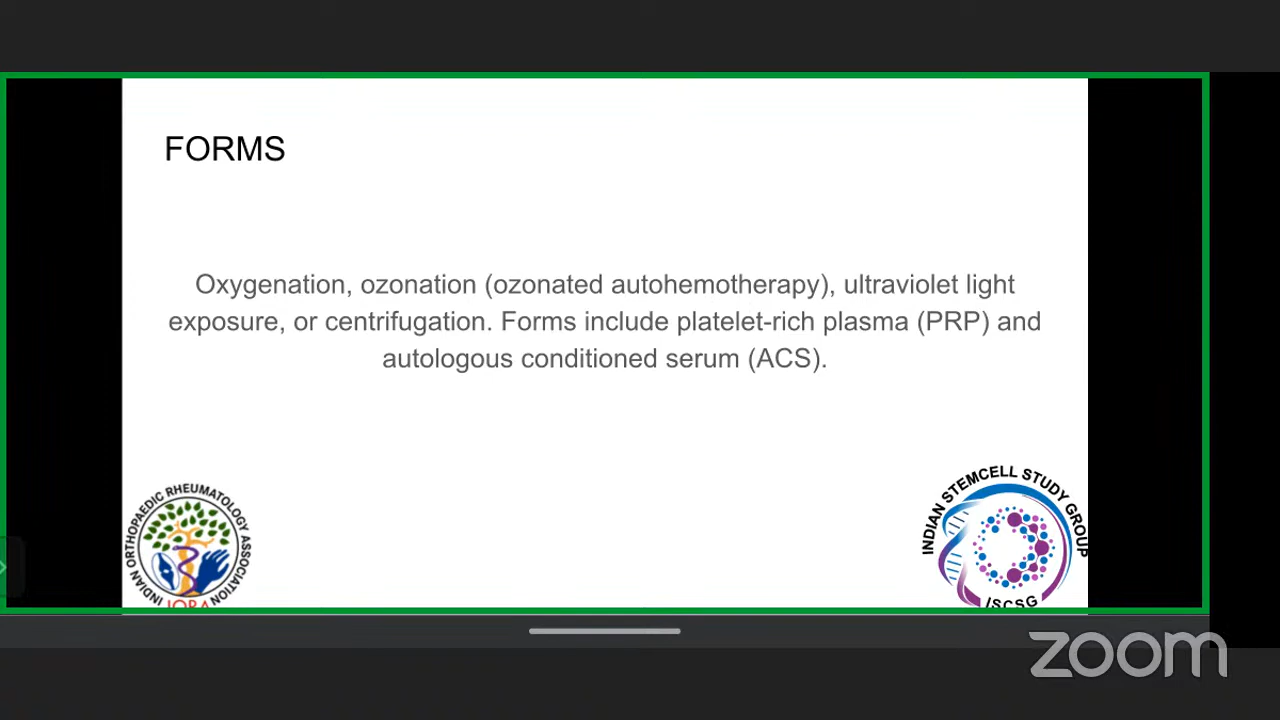 FORMS
Oxygenation, ozonation (ozonated autohemotherapy), ultraviolet light
exposure, or centrifugation. Forms include platelet-rich plasma (PRP) and
autologous conditioned serum (ACS).
INDIAN ORTHOPAEDIC RHEUMATOLOGY ASSOCIATION
IORA
INDIAN STEMCELL STUDY GROUP
ISCSG
zoom